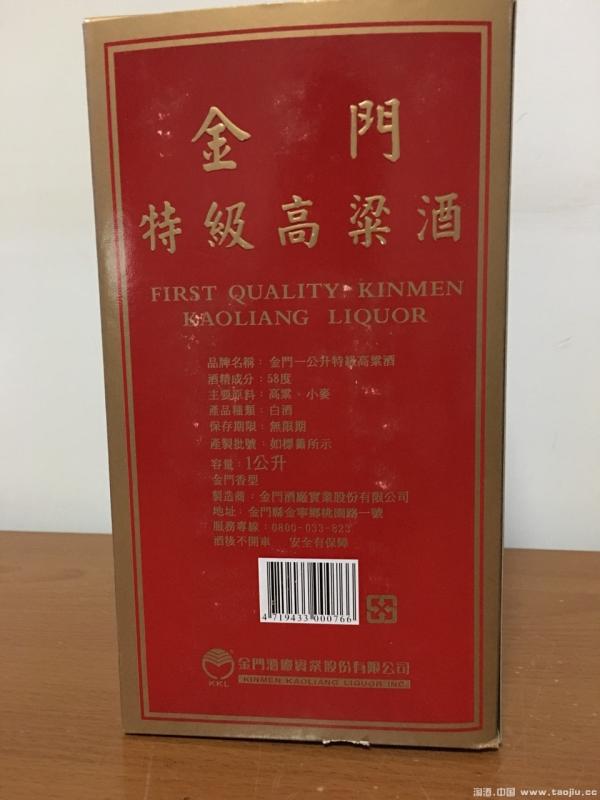 金門
特級高粱酒
FIRST QUALITY KINMEN
KAOLIANG LIQUOR
品牌名稱：金門一公升特級高粱酒
酒精成分：58度
主要原料：高粱、小麥
產品種類：白酒
保存期限：無限期
產製批號：如標籤所示
容量：1公升
金門香型
製造商：金門酒廠實業股份有限公司
地址：金門縣金寧鄉桃園路一號
服務專線：0800-033-823
酒後不開車　安全有保障
4 719433 000766
KKL
金門酒廠實業股份有限公司
KINMEN KAOLIANG LIQUOR INC.
淘酒.中国 www.taojiu.cc